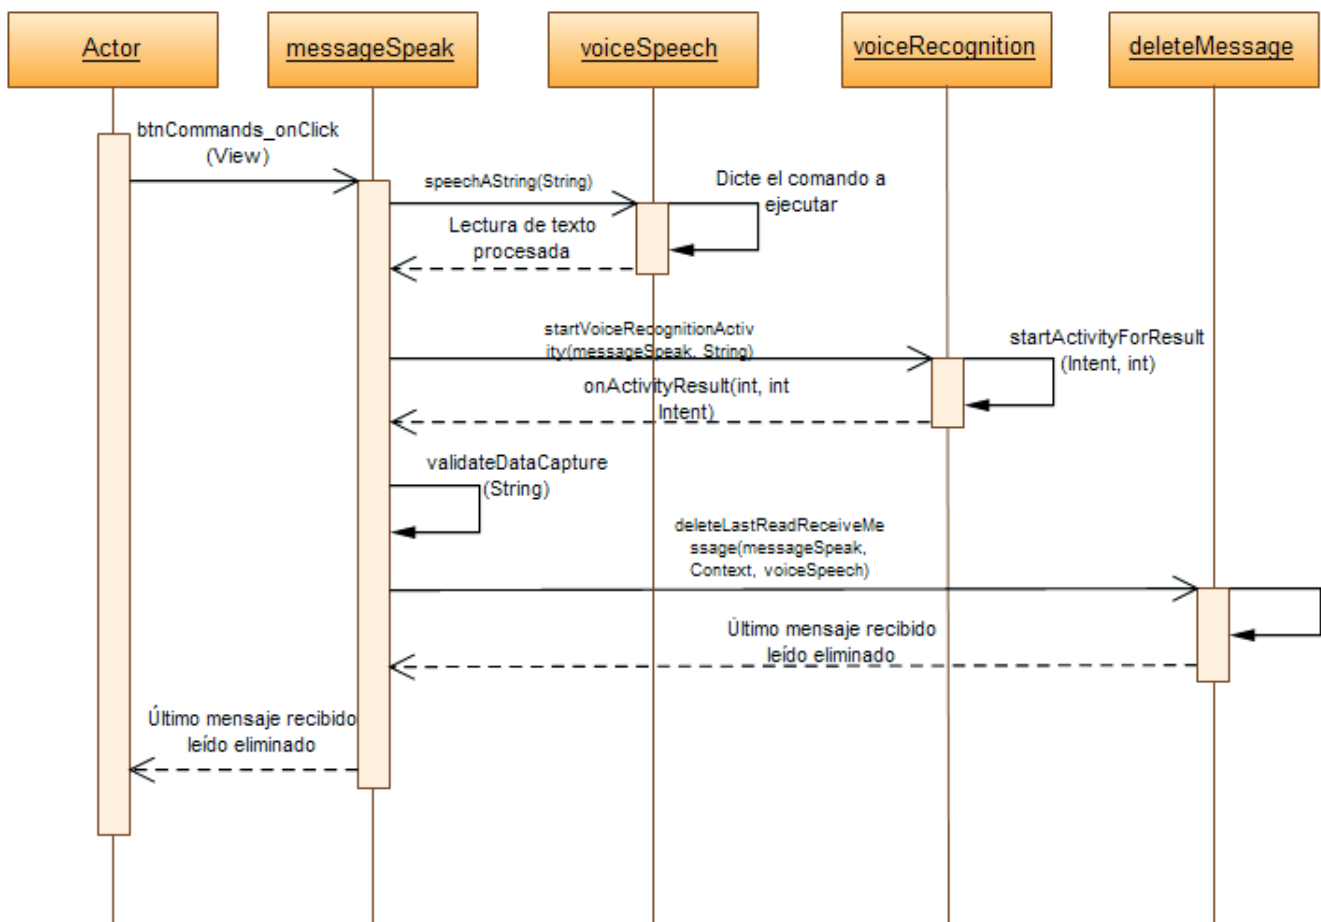 Actor
messageSpeak
voiceSpeech
voiceRecognition
deleteMessage
btnCommands_onClick
(View)
speechAString(String)
Dicte el comando a
ejecutar
Lectura de texto
procesada
startVoiceRecognitionActiv
ity(messageSpeak, String)
startActivityForResult
(Intent, int)
onActivityResult(int, int
Intent)
validateDataCapture
(String)
deleteLastReadReceiveMe
ssage(messageSpeak,
Context, voiceSpeech)
Último mensaje recibido
leído eliminado
Último mensaje recibido
leído eliminado